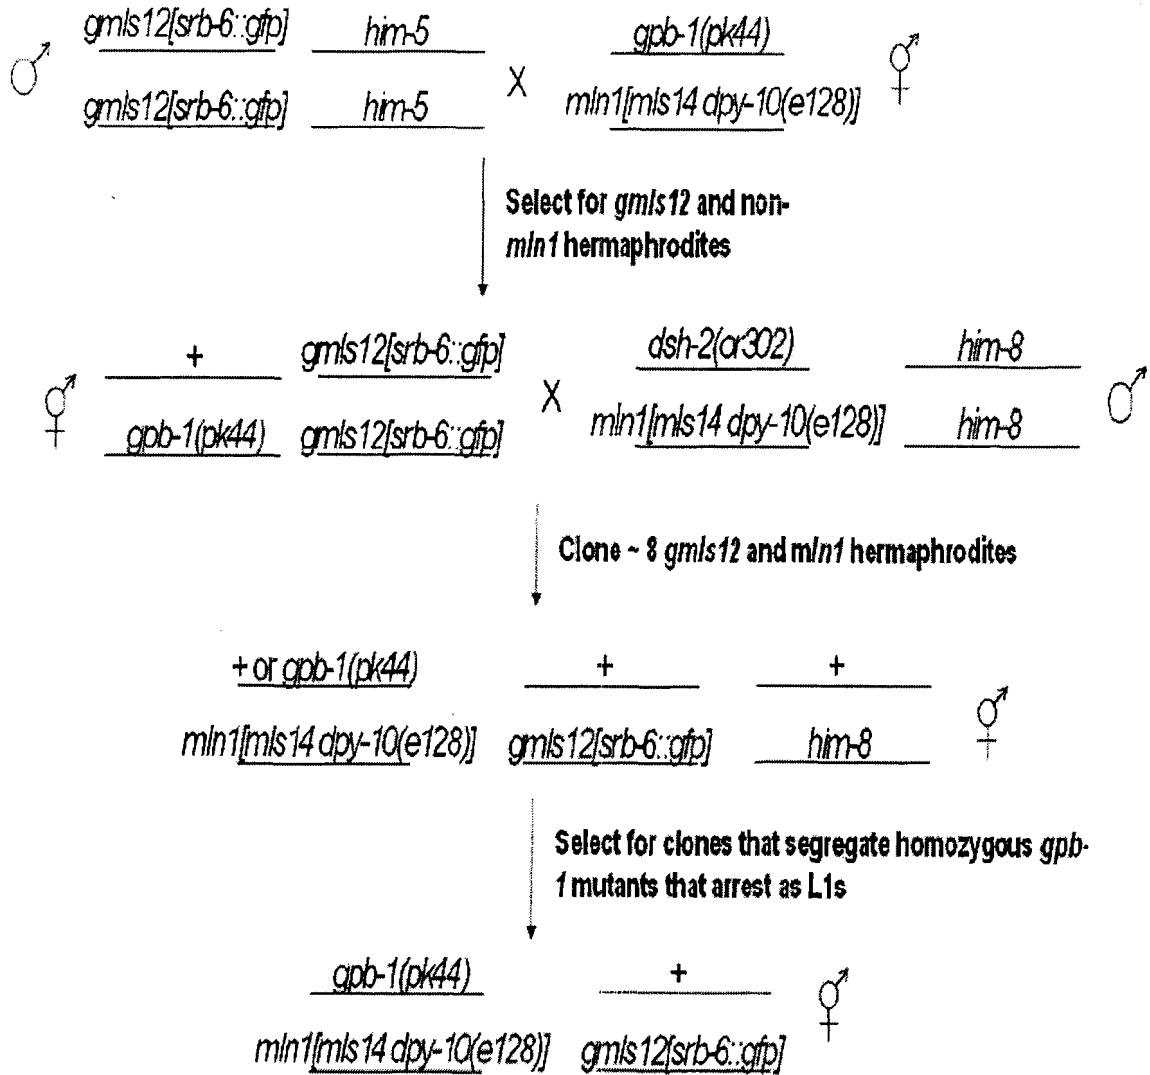 gmIs12[srb-6::gfp] him-5 gpb-1(pk44)
♂ X ⚥
gmIs12[srb-6::gfp] him-5 mIn1[mIs14 dpy-10(e128)]
Select for gmIs12 and non-
mIn1 hermaphrodites
+ gmIs12[srb-6::gfp] dsh-2(or302) him-8
⚥ X ♂
gpb-1(pk44) gmIs12[srb-6::gfp] mIn1[mIs14 dpy-10(e128)] him-8
Clone ~ 8 gmIs12 and mIn1 hermaphrodites
+ or gpb-1(pk44) + +
mIn1[mIs14 dpy-10(e128)] gmIs12[srb-6::gfp] him-8
Select for clones that segregate homozygous gpb-
1 mutants that arrest as L1s
gpb-1(pk44) +
mIn1[mIs14 dpy-10(e128)] gmIs12[srb-6::gfp]